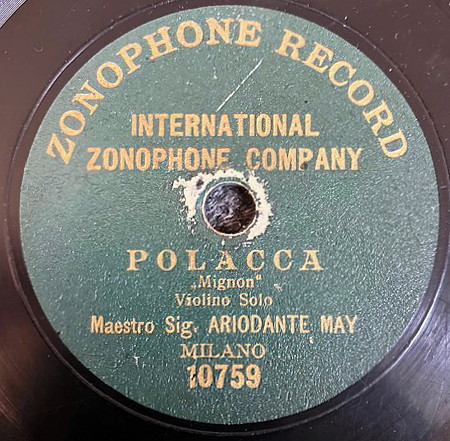 ZONOPHONE RECORD
INTERNATIONAL
ZONOPHONE COMPANY
POLACCA
„Mignon“
Violino Solo
Maestro Sig. ARIODANTE MAY
MILANO
10759